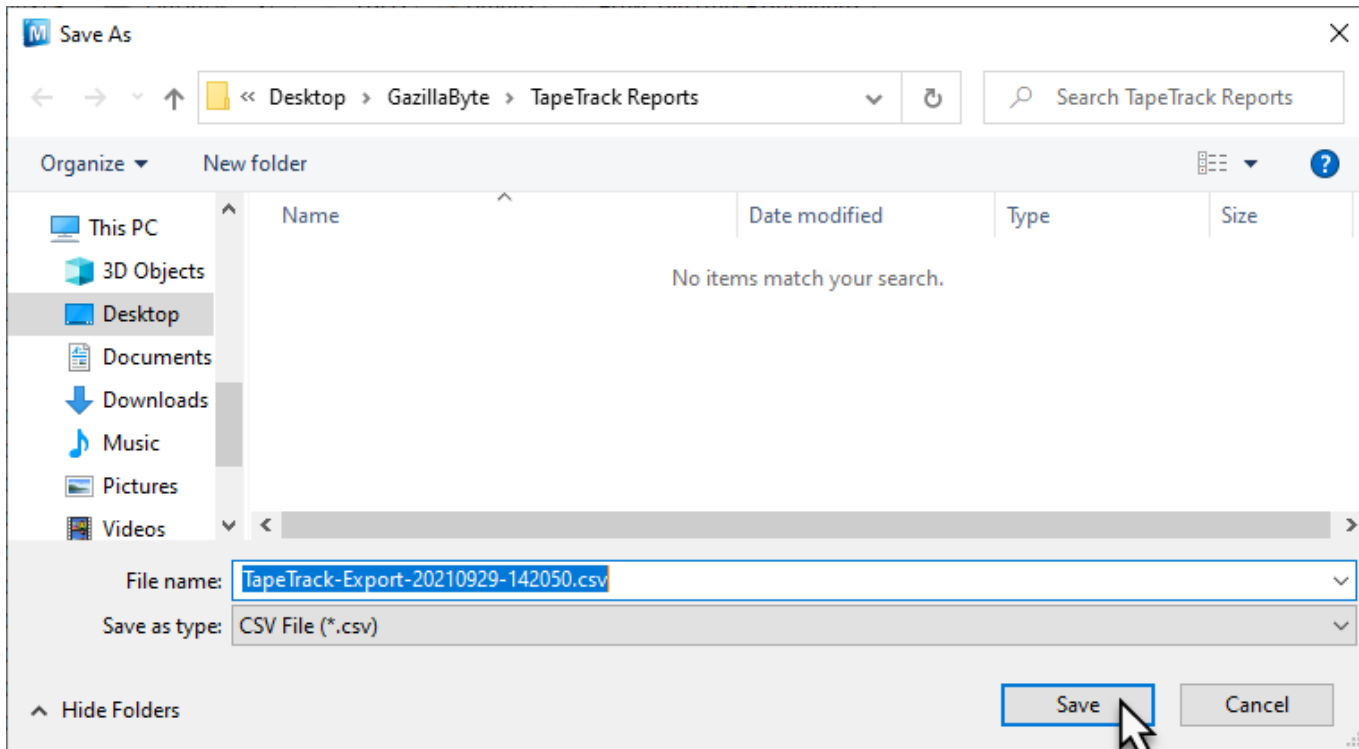 Save As
« Desktop > GazillaByte > TapeTrack Reports
Search TapeTrack Reports
Organize
New folder
Name
Date modified
Type
Size
This PC
3D Objects
Desktop
Documents
Downloads
Music
Pictures
Videos
No items match your search.
File name: TapeTrack-Export-20210929-142050.csv
Save as type: CSV File (*.csv)
Hide Folders
Save
Cancel